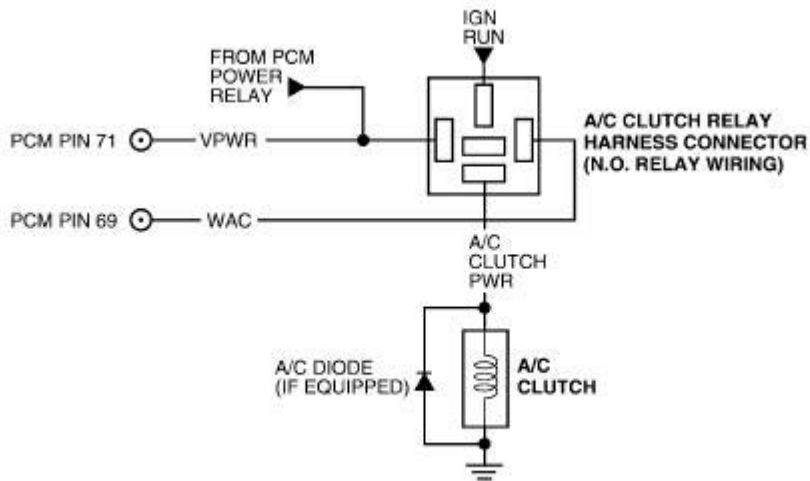 IGN
RUN
FROM PCM
POWER
RELAY
A/C CLUTCH RELAY
HARNESS CONNECTOR
(N.O. RELAY WIRING)
PCM PIN 71
VPWR
PCM PIN 69
WAC
A/C
CLUTCH
PWR
A/C DIODE
(IF EQUIPPED)
A/C
CLUTCH